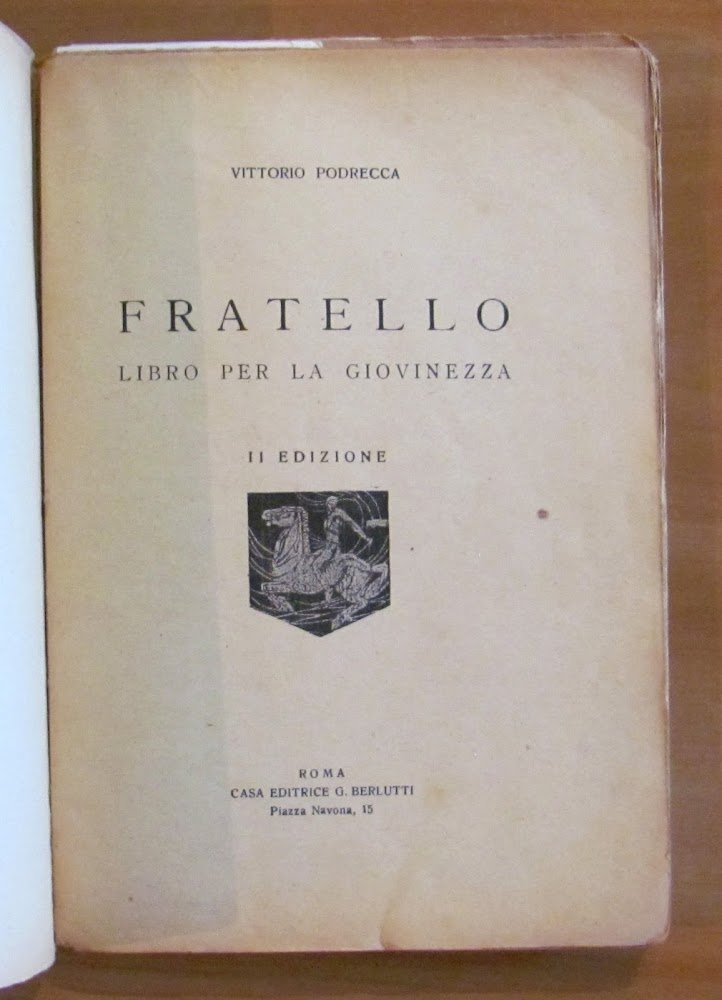 VITTORIO PODRECCA
FRATELLO
LIBRO PER LA GIOVINEZZA
II EDIZIONE
ROMA
CASA EDITRICE G. BERLUTTI
Piazza Navona, 15